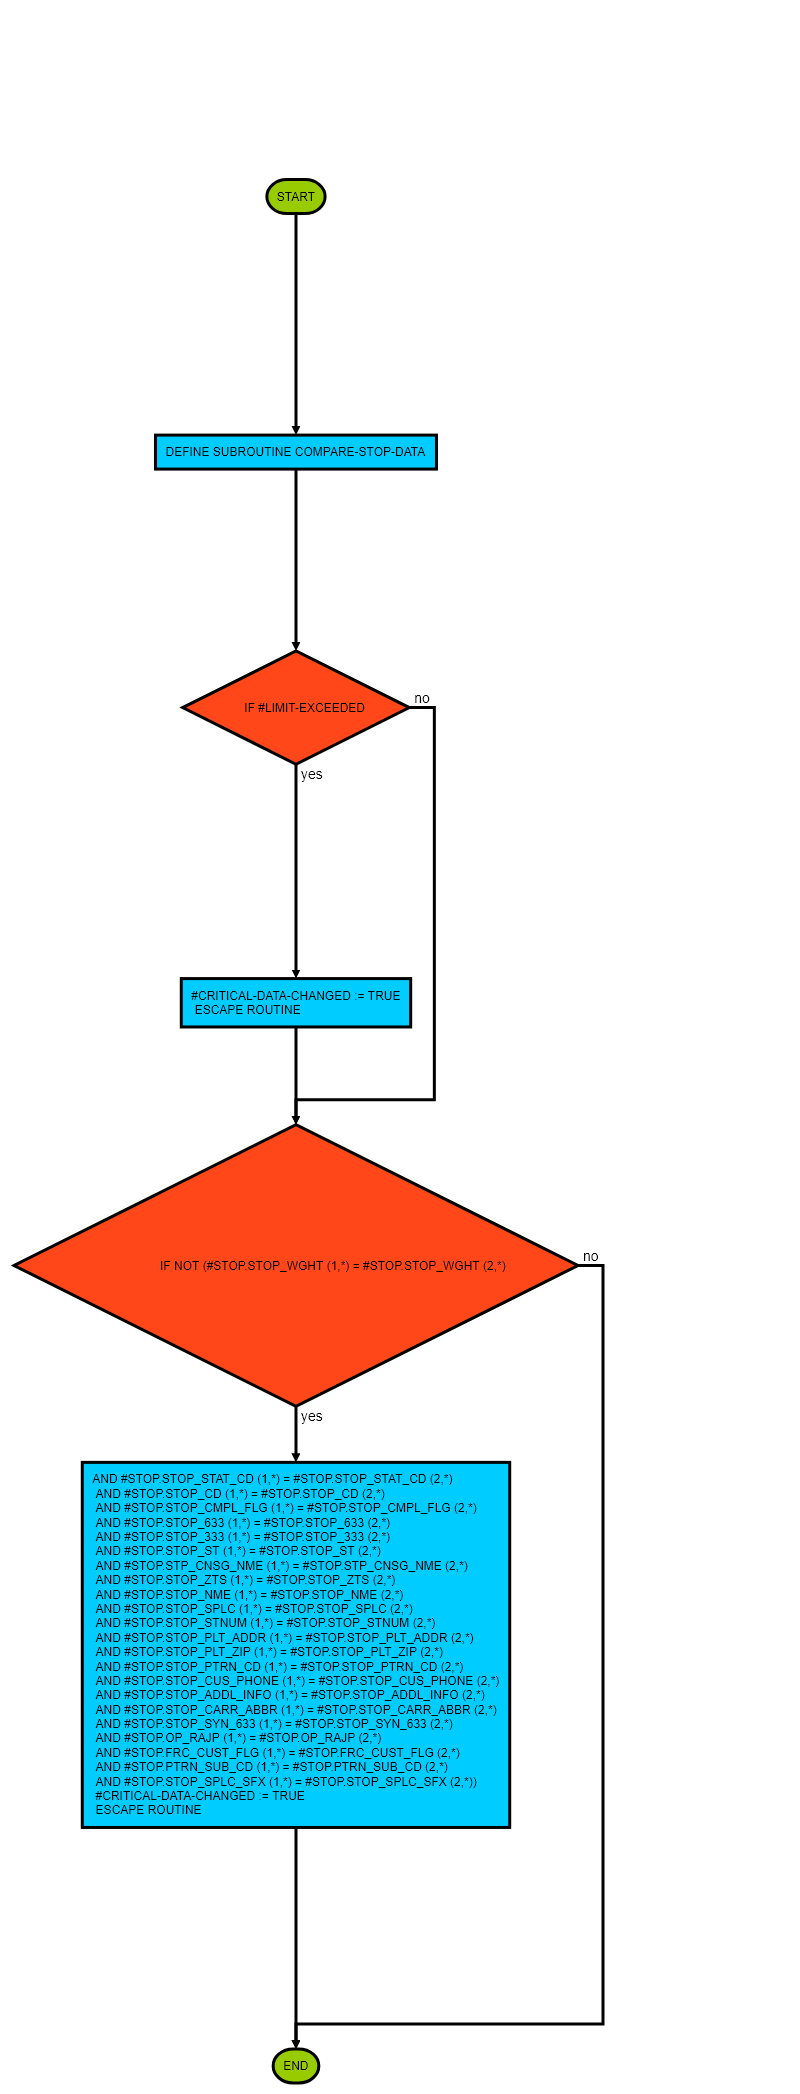 START
DEFINE SUBROUTINE COMPARE-STOP-DATA
IF #LIMIT-EXCEEDED
no
yes
#CRITICAL-DATA-CHANGED := TRUE
ESCAPE ROUTINE
IF NOT (#STOP.STOP_WGHT (1,*) = #STOP.STOP_WGHT (2,*)
no
yes
AND #STOP.STOP_STAT_CD (1,*) = #STOP.STOP_STAT_CD (2,*)
AND #STOP.STOP_CD (1,*) = #STOP.STOP_CD (2,*)
AND #STOP.STOP_CMPL_FLG (1,*) = #STOP.STOP_CMPL_FLG (2,*)
AND #STOP.STOP_633 (1,*) = #STOP.STOP_633 (2,*)
AND #STOP.STOP_333 (1,*) = #STOP.STOP_333 (2,*)
AND #STOP.STOP_ST (1,*) = #STOP.STOP_ST (2,*)
AND #STOP.STP_CNSG_NME (1,*) = #STOP.STP_CNSG_NME (2,*)
AND #STOP.STOP_ZTS (1,*) = #STOP.STOP_ZTS (2,*)
AND #STOP.STOP_NME (1,*) = #STOP.STOP_NME (2,*)
AND #STOP.STOP_SPLC (1,*) = #STOP.STOP_SPLC (2,*)
AND #STOP.STOP_STNUM (1,*) = #STOP.STOP_STNUM (2,*)
AND #STOP.STOP_PLT_ADDR (1,*) = #STOP.STOP_PLT_ADDR (2,*)
AND #STOP.STOP_PLT_ZIP (1,*) = #STOP.STOP_PLT_ZIP (2,*)
AND #STOP.STOP_PTRN_CD (1,*) = #STOP.STOP_PTRN_CD (2,*)
AND #STOP.STOP_CUS_PHONE (1,*) = #STOP.STOP_CUS_PHONE (2,*)
AND #STOP.STOP_ADDL_INFO (1,*) = #STOP.STOP_ADDL_INFO (2,*)
AND #STOP.STOP_CARR_ABBR (1,*) = #STOP.STOP_CARR_ABBR (2,*)
AND #STOP.STOP_SYN_633 (1,*) = #STOP.STOP_SYN_633 (2,*)
AND #STOP.OP_RAJP (1,*) = #STOP.OP_RAJP (2,*)
AND #STOP.FRC_CUST_FLG (1,*) = #STOP.FRC_CUST_FLG (2,*)
AND #STOP.PTRN_SUB_CD (1,*) = #STOP.PTRN_SUB_CD (2,*)
AND #STOP.STOP_SPLC_SFX (1,*) = #STOP.STOP_SPLC_SFX (2,*))
#CRITICAL-DATA-CHANGED := TRUE
ESCAPE ROUTINE
END